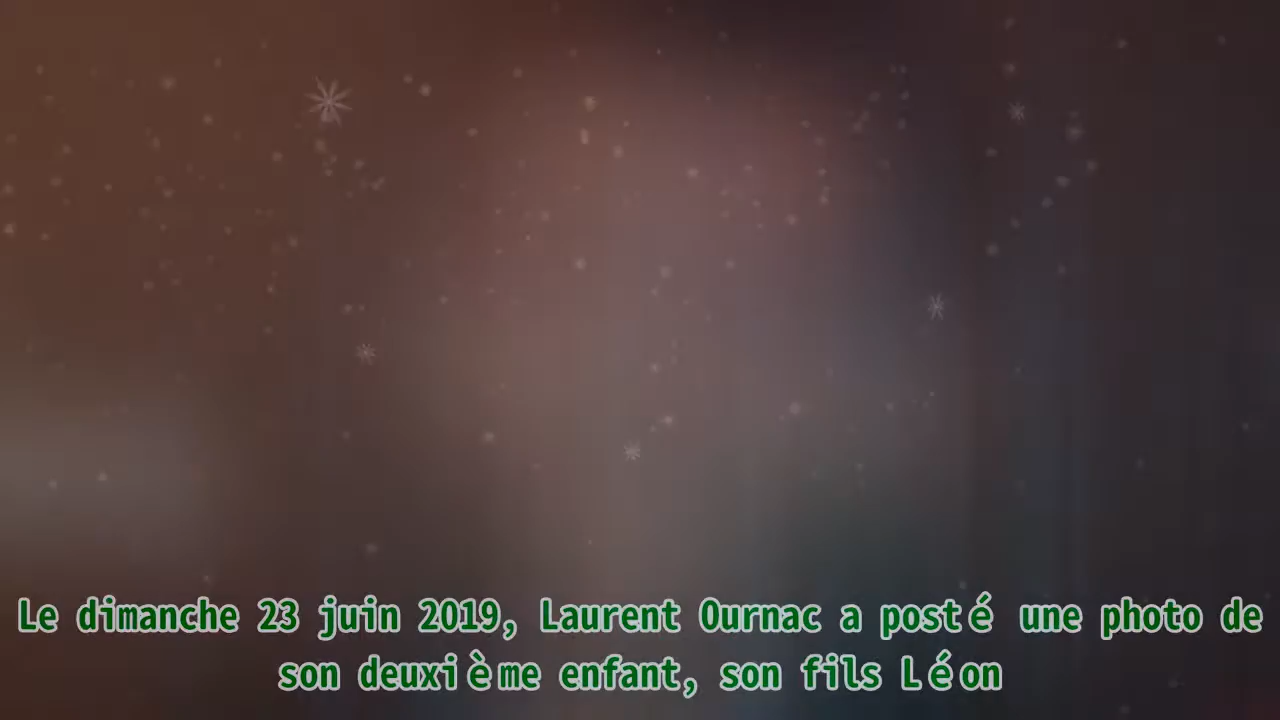 Le dimanche 23 juin 2019, Laurent Ournac a posté une photo de
son deuxième enfant, son fils Léon